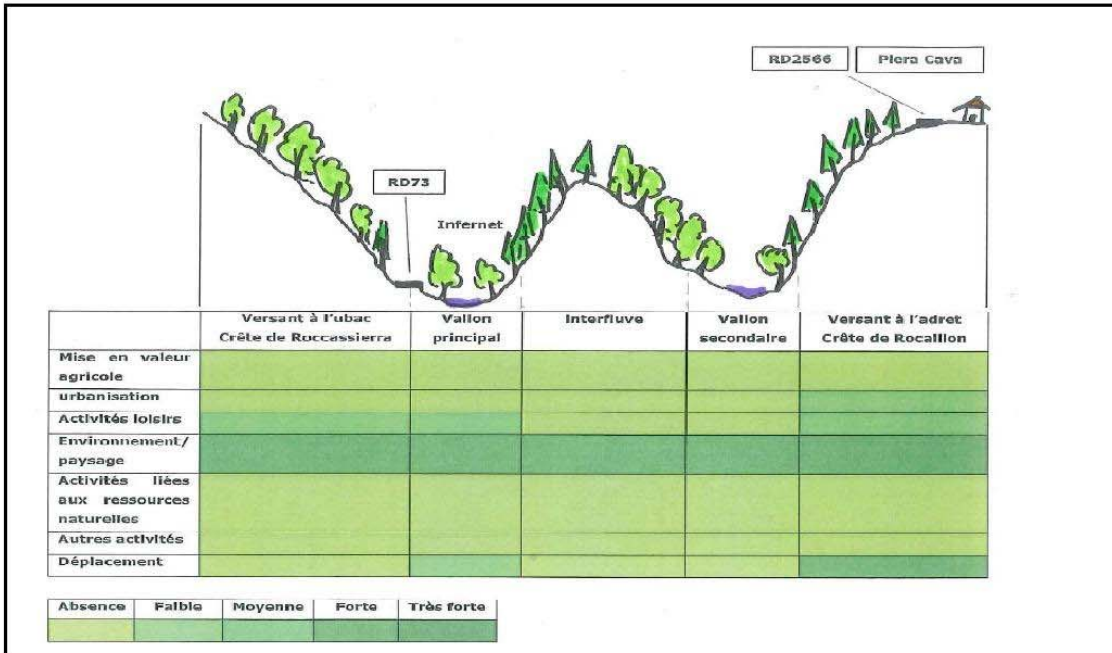 RD2566 Piera Cava
RD73
Infernet
Versant à l'ubac Vallon Interfluve Vallon Versant à l'adret
Crête de Roccassierra principal secondaire Crête de Rocaillon
Mise en valeur
agricole
urbanisation
Activités loisirs
Environnement/
paysage
Activités liées
aux ressources
naturelles
Autres activités
Déplacement
Absence Faible Moyenne Forte Très forte